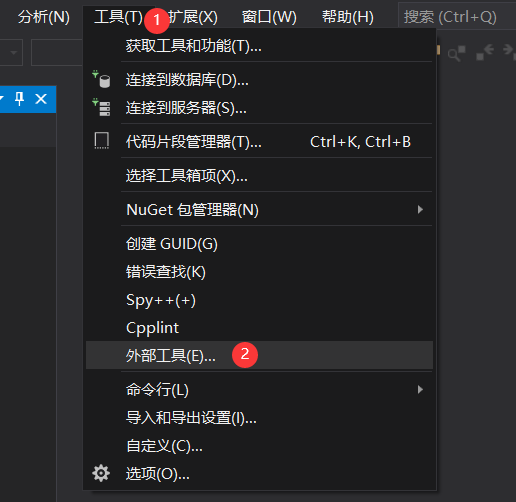 分析(N) 工具(T) 1 扩展(X) 窗口(W) 帮助(H) 搜索 (Ctrl+Q)
获取工具和功能(T)...
连接到数据库(D)...
连接到服务器(S)...
代码片段管理器(T)... Ctrl+K, Ctrl+B
选择工具箱项(X)...
NuGet 包管理器(N)
创建 GUID(G)
错误查找(K)
Spy++(+)
Cpplint
外部工具(E)... 2
命令行(L)
导入和导出设置(I)...
自定义(C)...
选项(O)...